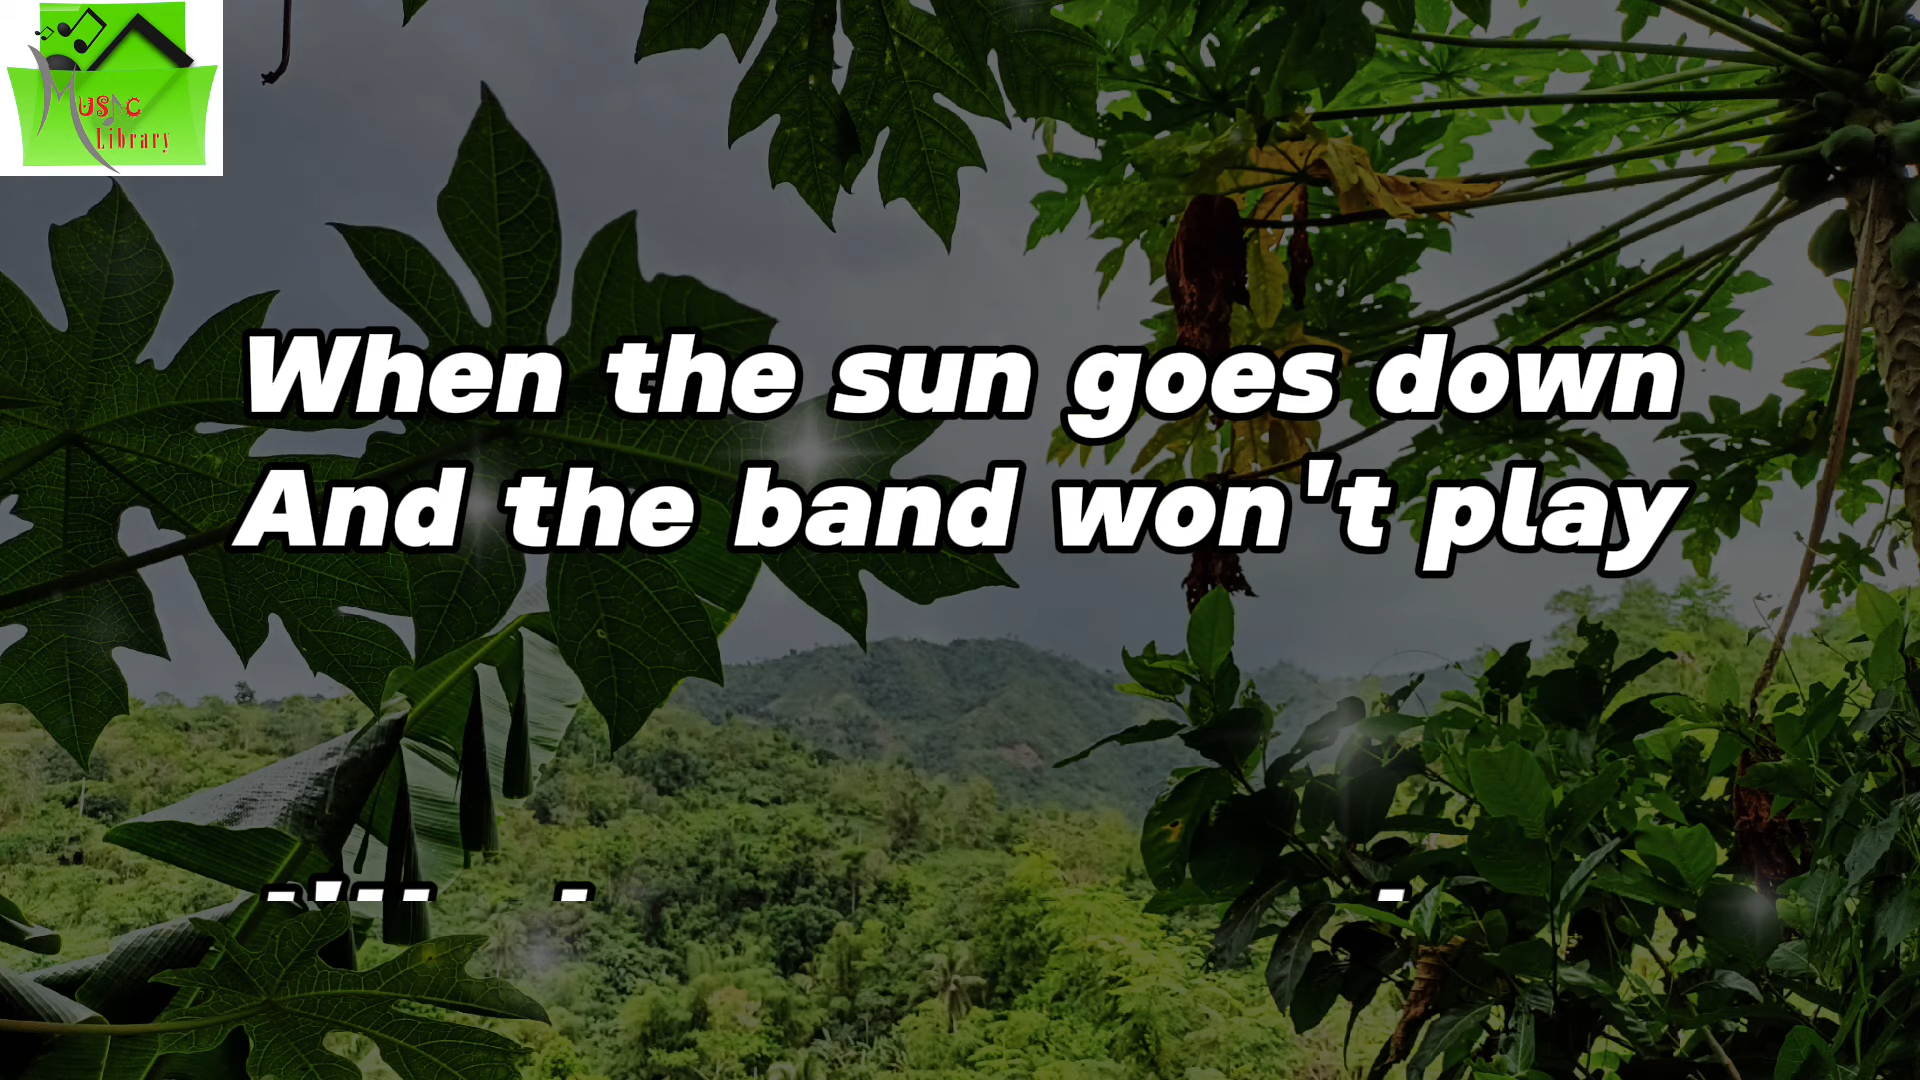 Music
Library
When the sun goes down
And the band won't play